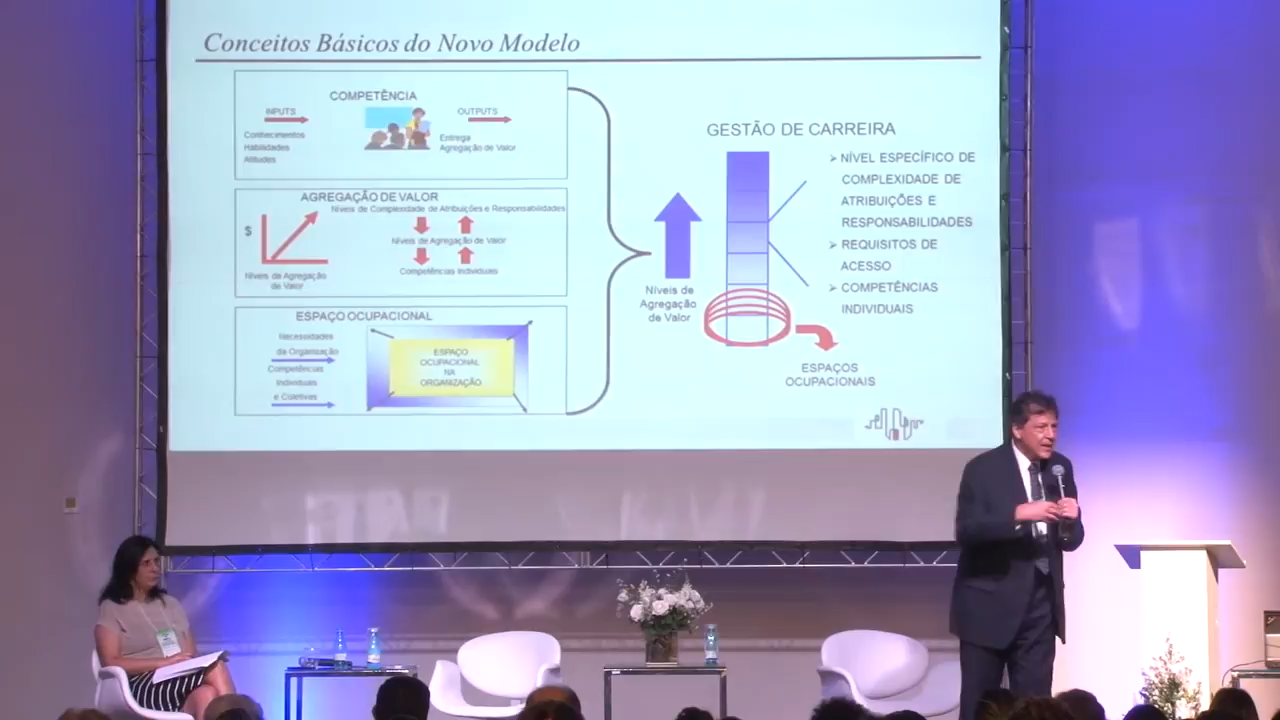 Conceitos Básicos do Novo Modelo
COMPETÊNCIA
INPUTS
OUTPUTS
Conhecimentos
Habilidades
Atitudes
Entrega
Agregação de Valor
AGREGAÇÃO DE VALOR
Níveis de Complexidade de Atribuições e Responsabilidades
$
Níveis de Agregação de Valor
Competências Individuais
Níveis de Agregação
de Valor
ESPAÇO OCUPACIONAL
Necessidades
da Organização
Competências
Individuais
e Coletivas
ESPAÇO
OCUPACIONAL
NA
ORGANIZAÇÃO
GESTÃO DE CARREIRA
Níveis de
Agregação
de Valor
NÍVEL ESPECÍFICO DE
COMPLEXIDADE DE
ATRIBUIÇÕES E
RESPONSABILIDADES
REQUISITOS DE
ACESSO
COMPETÊNCIAS
INDIVIDUAIS
ESPAÇOS
OCUPACIONAIS